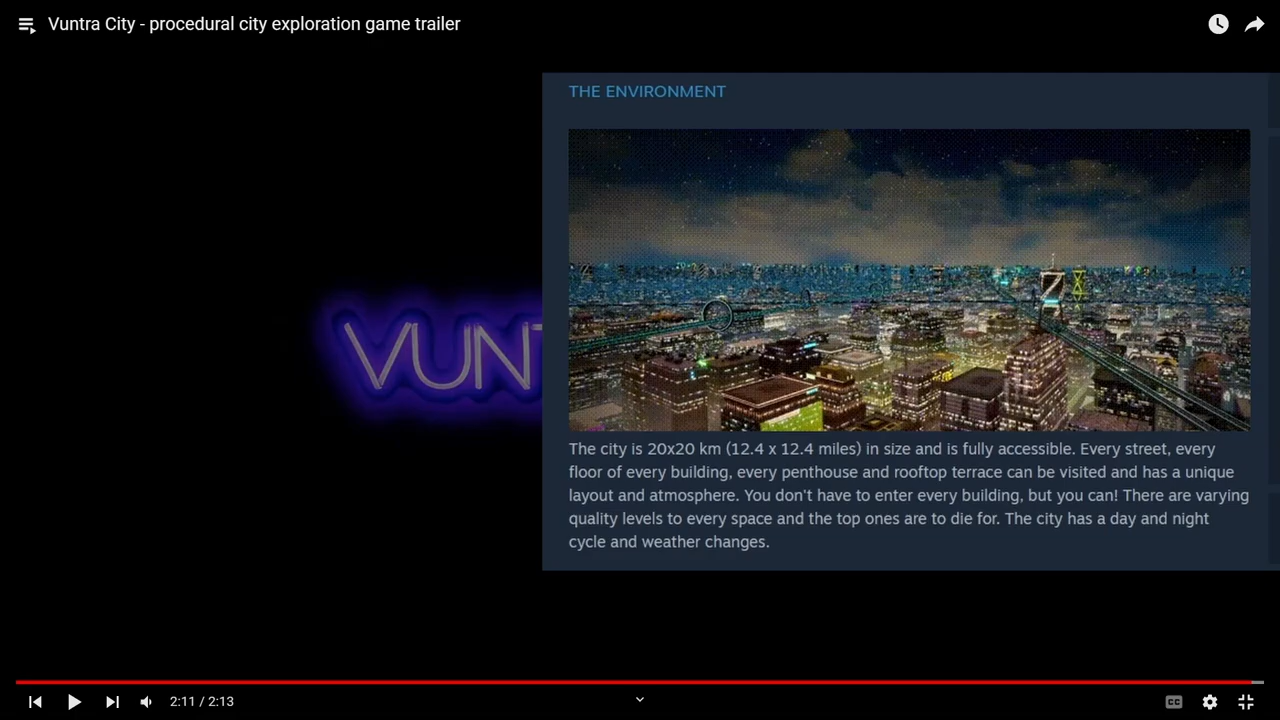 Vuntra City - procedural city exploration game trailer
THE ENVIRONMENT
VUNT
The city is 20x20 km (12.4 x 12.4 miles) in size and is fully accessible. Every street, every
floor of every building, every penthouse and rooftop terrace can be visited and has a unique
layout and atmosphere. You don't have to enter every building, but you can! There are varying
quality levels to every space and the top ones are to die for. The city has a day and night
cycle and weather changes.
2:11 / 2:13
CC